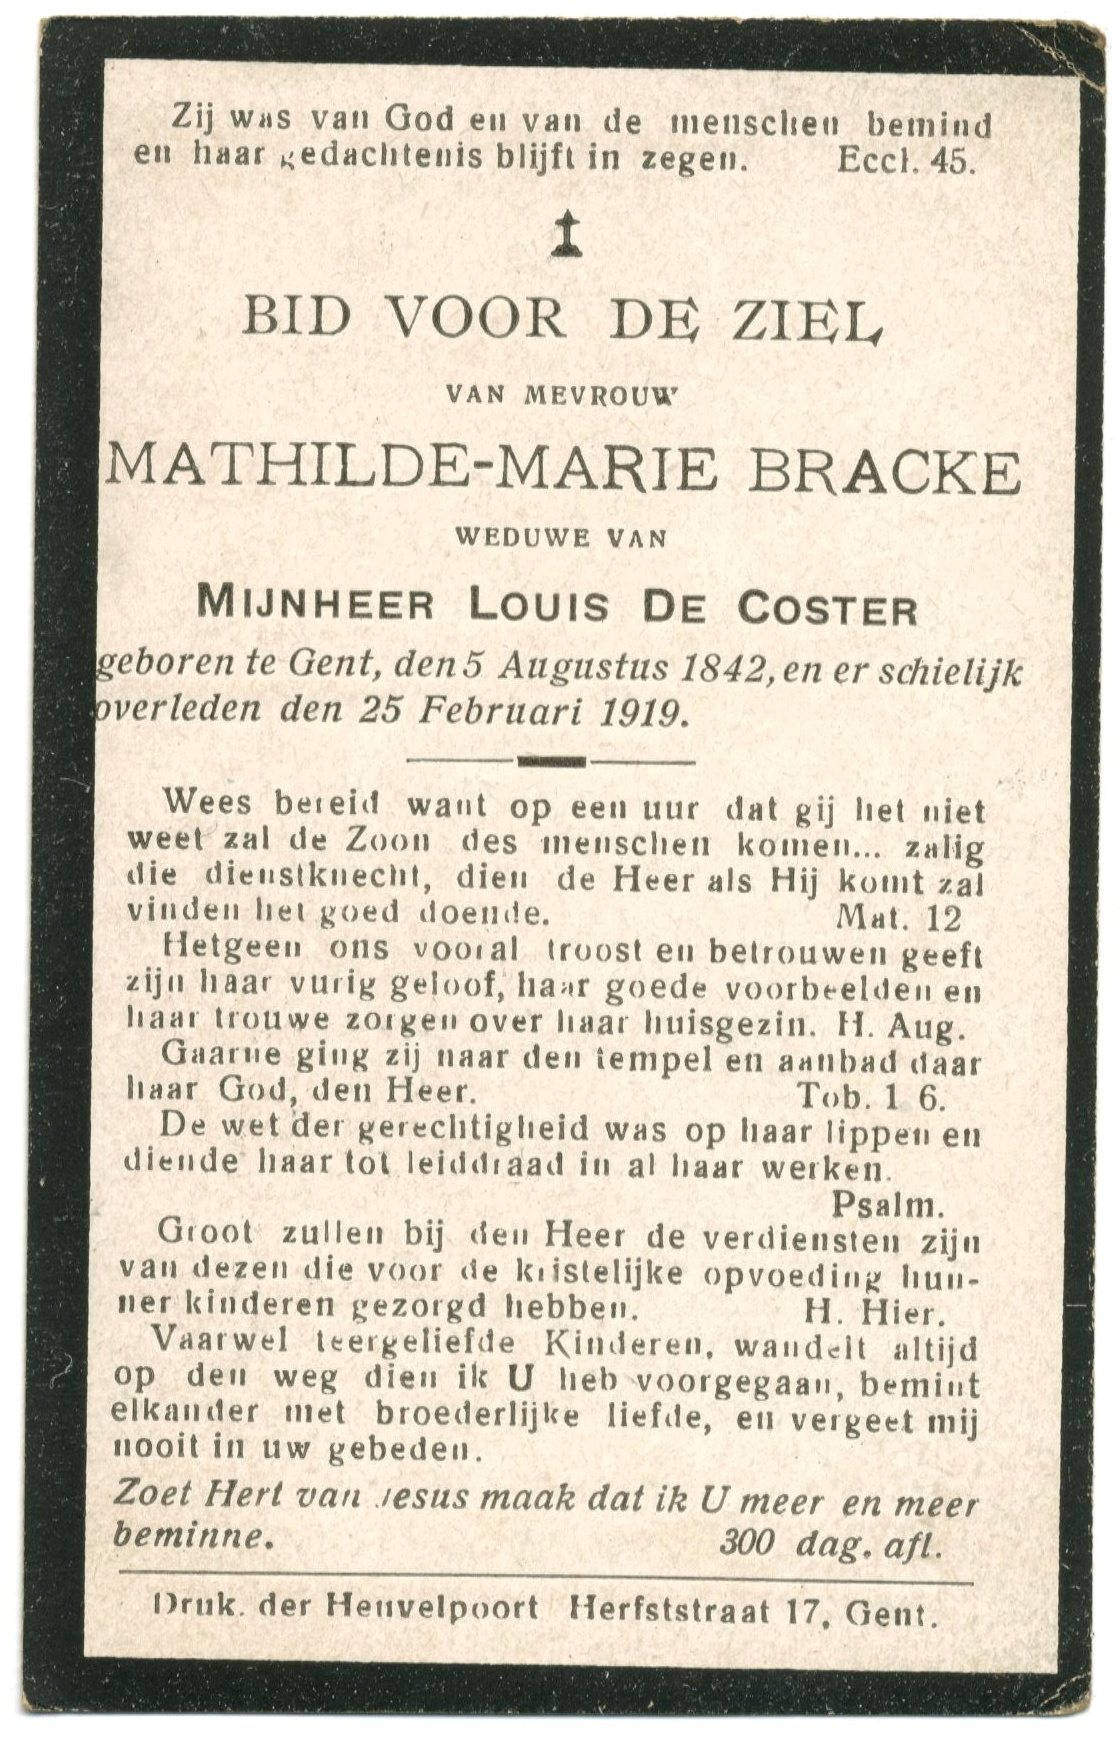 Zij was van God en van de menschen bemind
en haar gedachtenis blijft in zegen. Eccl. 45.
BID VOOR DE ZIEL
VAN MEVROUW
MATHILDE-MARIE BRACKE
WEDUWE VAN
MIJNHEER LOUIS DE COSTER
geboren te Gent, den 5 Augustus 1842, en er schielijk
overleden den 25 Februari 1919.
Wees bereid want op een uur dat gij het niet
weet zal de Zoon des menschen komen... zalig
die dienstknecht, dien de Heer als Hij komt zal
vinden het goed doende. Mat. 12
Hetgeen ons vooral troost en betrouwen geeft
zijn haar vurig geloof, haar goede voorbeelden en
haar trouwe zorgen over haar huisgezin. H. Aug.
Gaarne ging zij naar den tempel en aanbad daar
haar God, den Heer. Tob. 1 6.
De wet der gerechtigheid was op haar lippen en
diende haar tot leiddraad in al haar werken.
Psalm.
Groot zullen bij den Heer de verdiensten zijn
van dezen die voor de kristelijke opvoeding hun-
ner kinderen gezorgd hebben. H. Hier.
Vaarwel teergeliefde Kinderen, wandelt altijd
op den weg dien ik U heb voorgegaan, bemint
elkander met broederlijke liefde, en vergeet mij
nooit in uw gebeden.
Zoet Hert van Jesus maak dat ik U meer en meer
beminne. 300 dag. afl.
Druk. der Heuvelpoort Herfststraat 17, Gent.